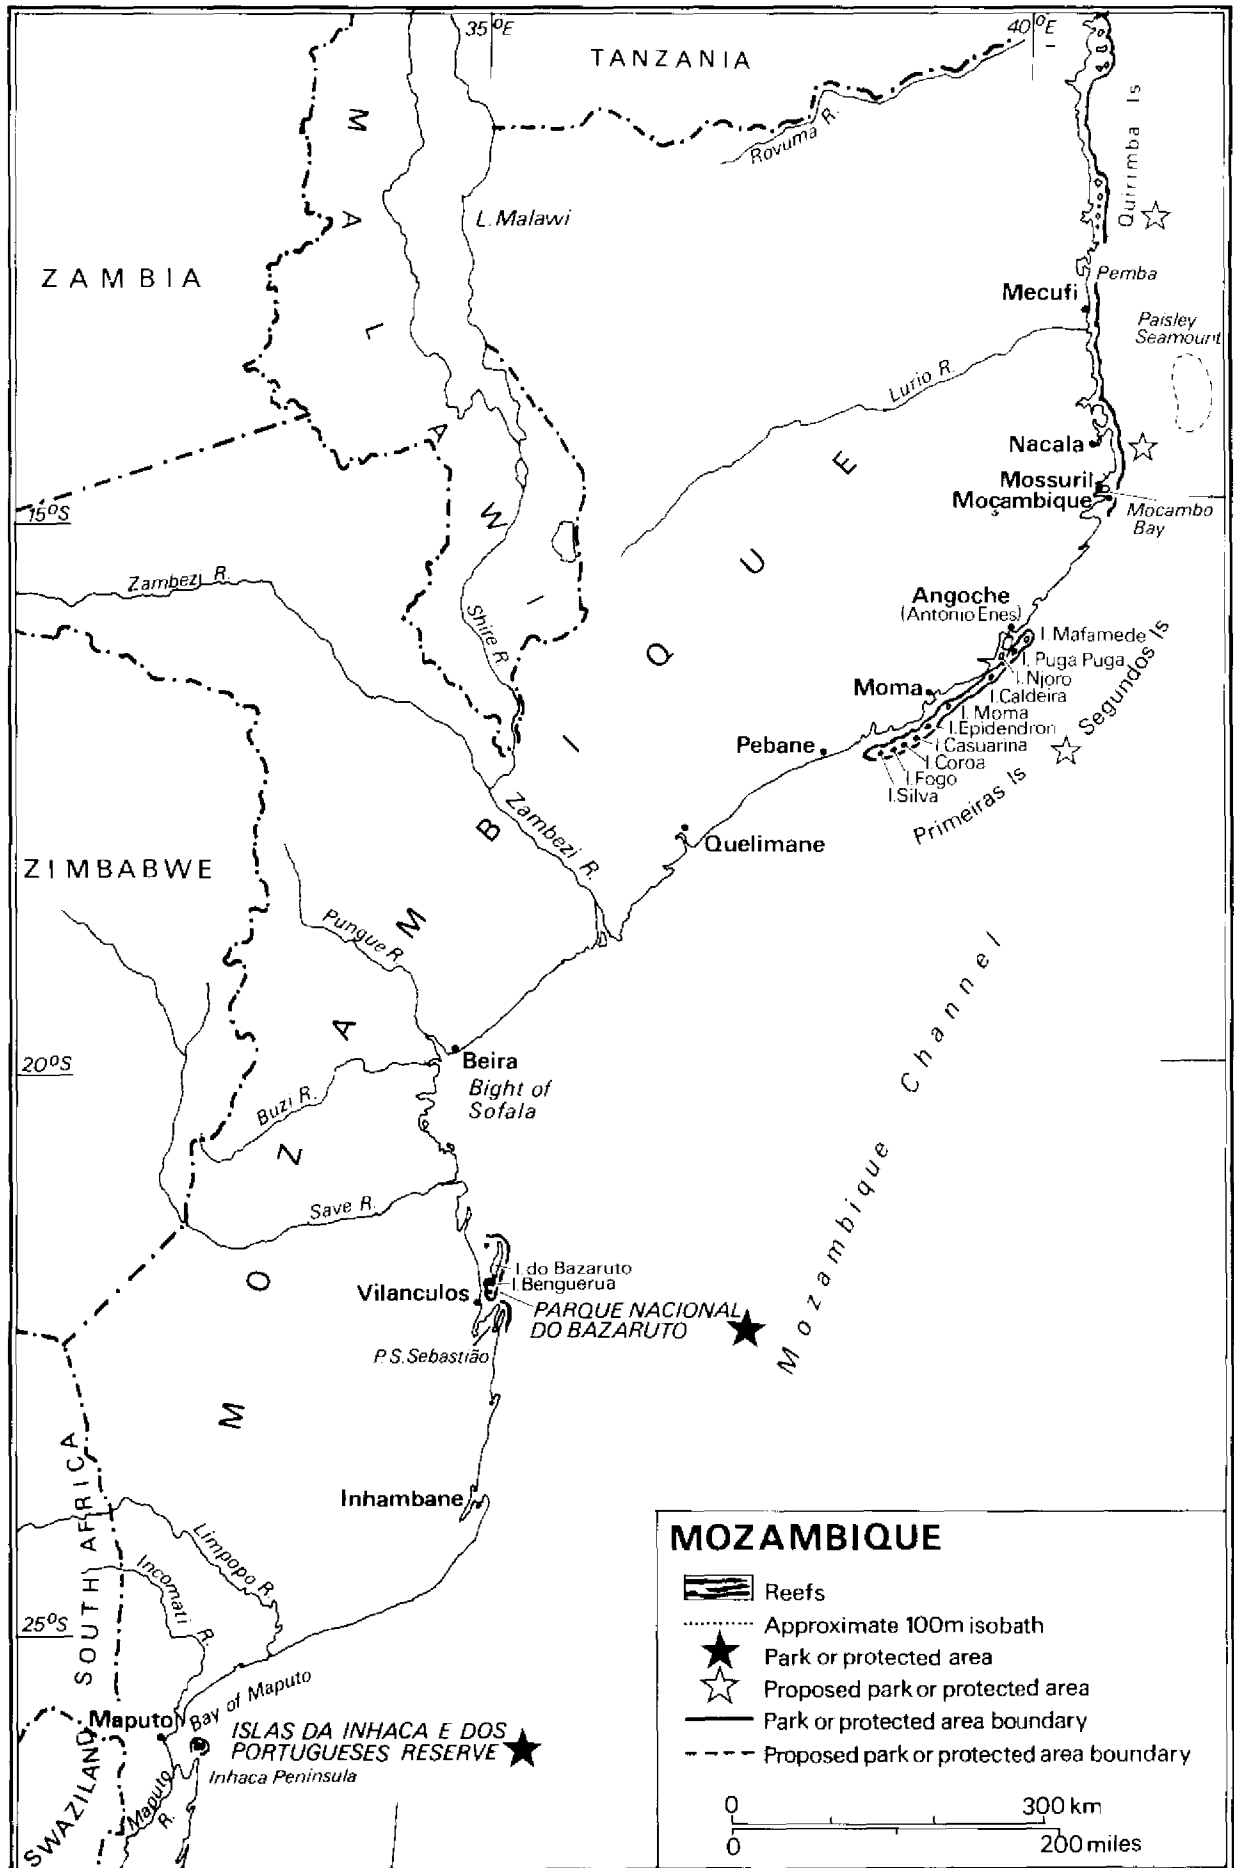 35°E
40°E
TANZANIA
Rovuma R.
Quirimba Is
MALAWI
L. Malawi
ZAMBIA
Pemba
Mecufi
Paisley
Seamount
Lurio R.
Nacala
Mossuril
Moçambique
Mocambo
Bay
15°S
Zambezi R.
Shire R.
Angoche
(Antonio Enes)
I. Mafamede
I. Puga Puga
I. Njoro
I. Caldeira
I. Moma
I. Epidendron
I. Casuarina
I. Coroa
I. Fogo
I. Silva
Segundos Is
Primeiras Is
Moma
Pebane
Zambezi R.
Quelimane
ZIMBABWE
Pungue R.
MOZAMBIQUE
Mozambique Channel
Beira
Bight of
Sofala
20°S
Buzi R.
Save R.
I. do Bazaruto
I. Benguerua
Vilanculos
PARQUE NACIONAL
DO BAZARUTO
P.S. Sebastião
Inhambane
SOUTH AFRICA
Limpopo R.
Incomati R.
25°S
Bay of Maputo
Maputo
ISLAS DA INHACA E DOS
PORTUGUESES RESERVE
Inhaca Peninsula
Maputo R.
SWAZILAND
MOZAMBIQUE
Reefs
Approximate 100m isobath
Park or protected area
Proposed park or protected area
Park or protected area boundary
Proposed park or protected area boundary
0 300 km
0 200 miles